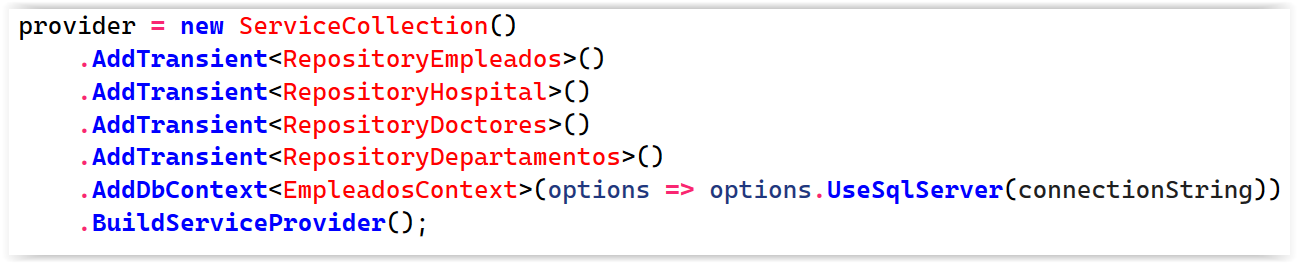 provider = new ServiceCollection()
    .AddTransient<RepositoryEmpleados>()
    .AddTransient<RepositoryHospital>()
    .AddTransient<RepositoryDoctores>()
    .AddTransient<RepositoryDepartamentos>()
    .AddDbContext<EmpleadosContext>(options => options.UseSqlServer(connectionString))
    .BuildServiceProvider();